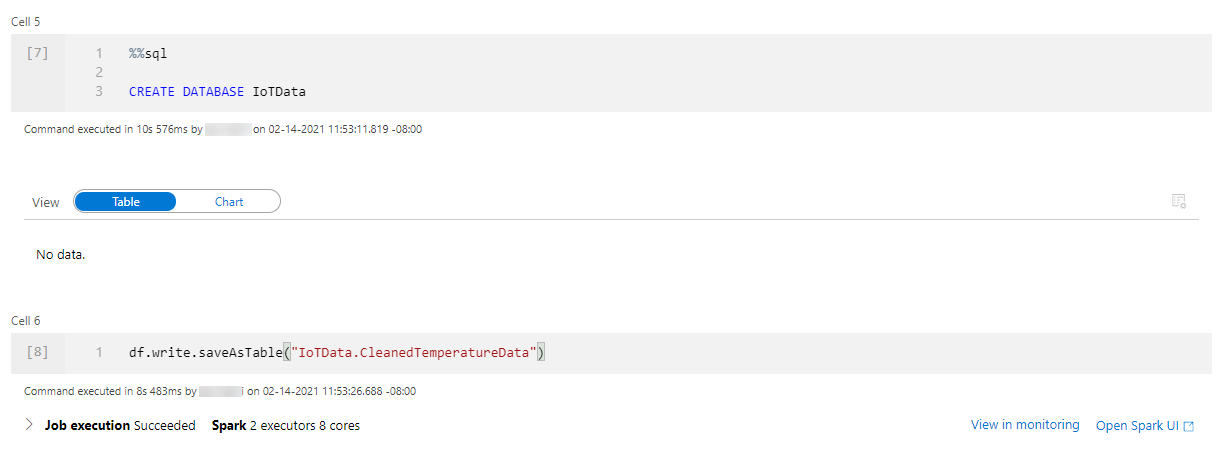 Cell 5
[7]
1 %%sql
2
3 CREATE DATABASE IoTData
Command executed in 10s 576ms by on 02-14-2021 11:53:11.819 -08:00
View Table Chart
No data.
Cell 6
[8]
1 df.write.saveAsTable("IoTData.CleanedTemperatureData")
Command executed in 8s 483ms by i on 02-14-2021 11:53:26.688 -08:00
Job execution Succeeded Spark 2 executors 8 cores View in monitoring Open Spark UI